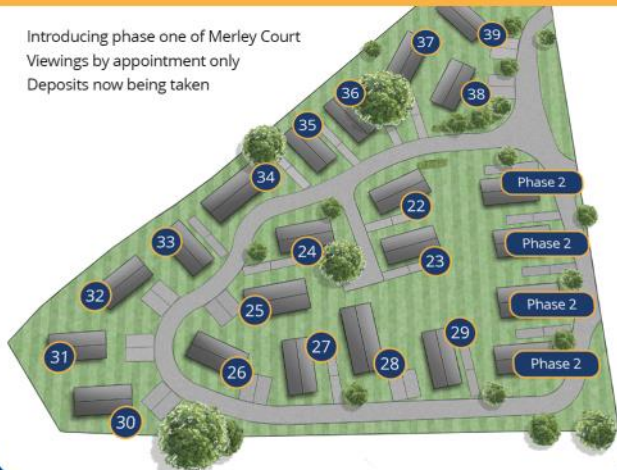 Introducing phase one of Merley Court
Viewings by appointment only
Deposits now being taken
39
37
38
36
35
34
Phase 2
22
33
24
23
Phase 2
32
25
Phase 2
31
26
27
28
29
Phase 2
30